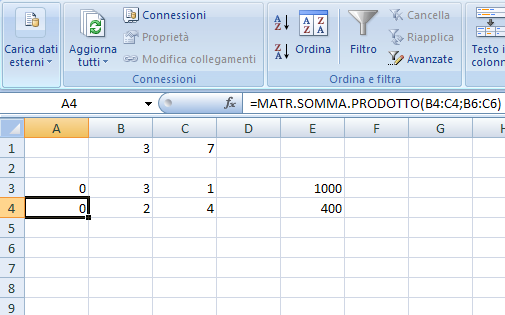 Carica dati esterni
Aggiorna tutti
Connessioni
Proprietà
Modifica collegamenti
Connessioni
Ordina
Filtro
Cancella
Riapplica
Avanzate
Ordina e filtra
Testo i
colonn
A4 fx =MATR.SOMMA.PRODOTTO(B4:C4;B6:C6)
A B C D E F G H
1 3 7
2
3 0 3 1 1000
4 0 2 4 400
5
6
7
8
9